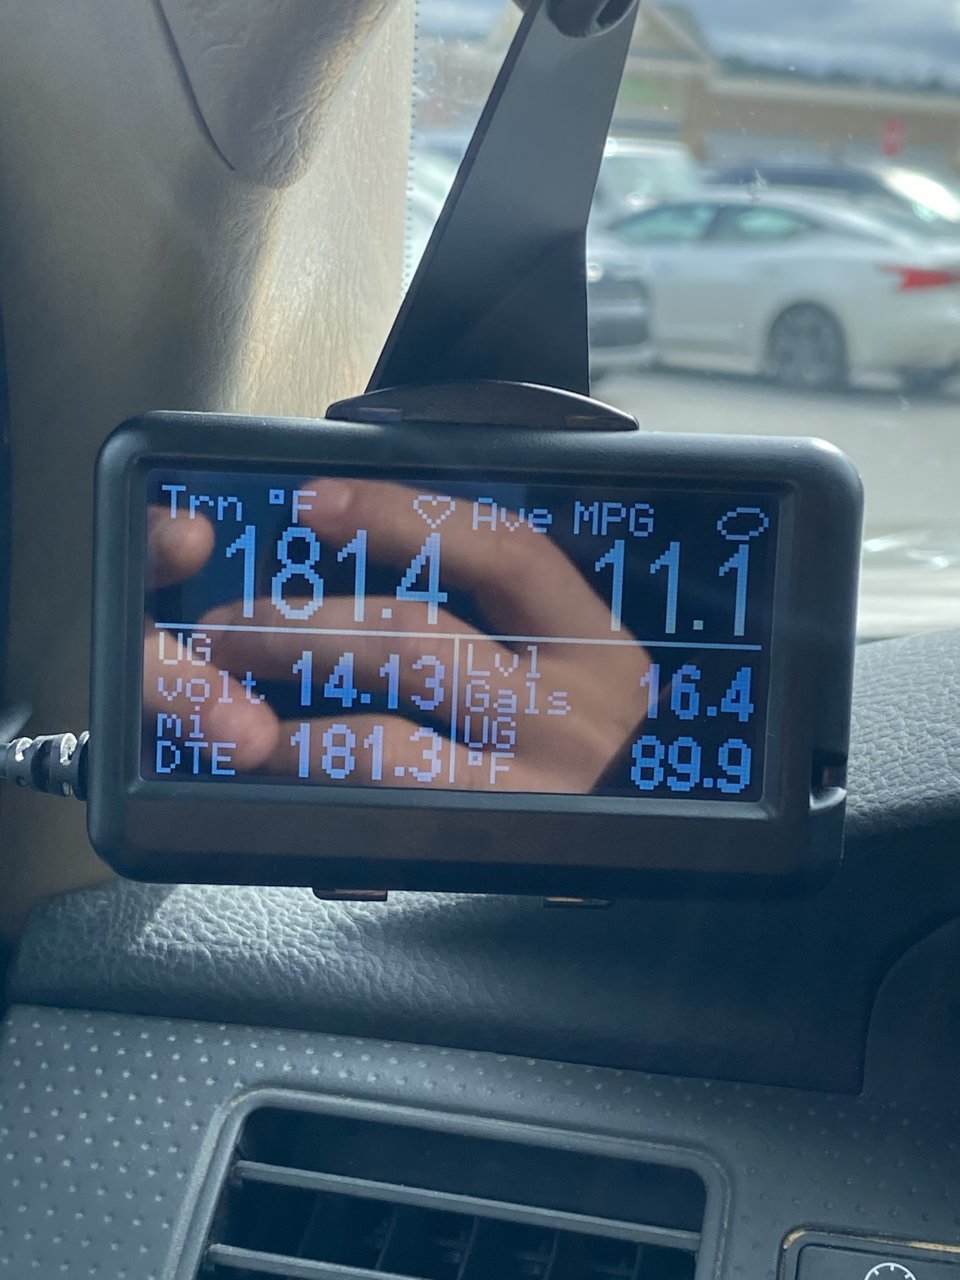 Trn °F Ave MPG
181.4 11.1
UG volt 14.13
Lvl Gals 16.4
mi DTE 181.3
UG °F 89.9